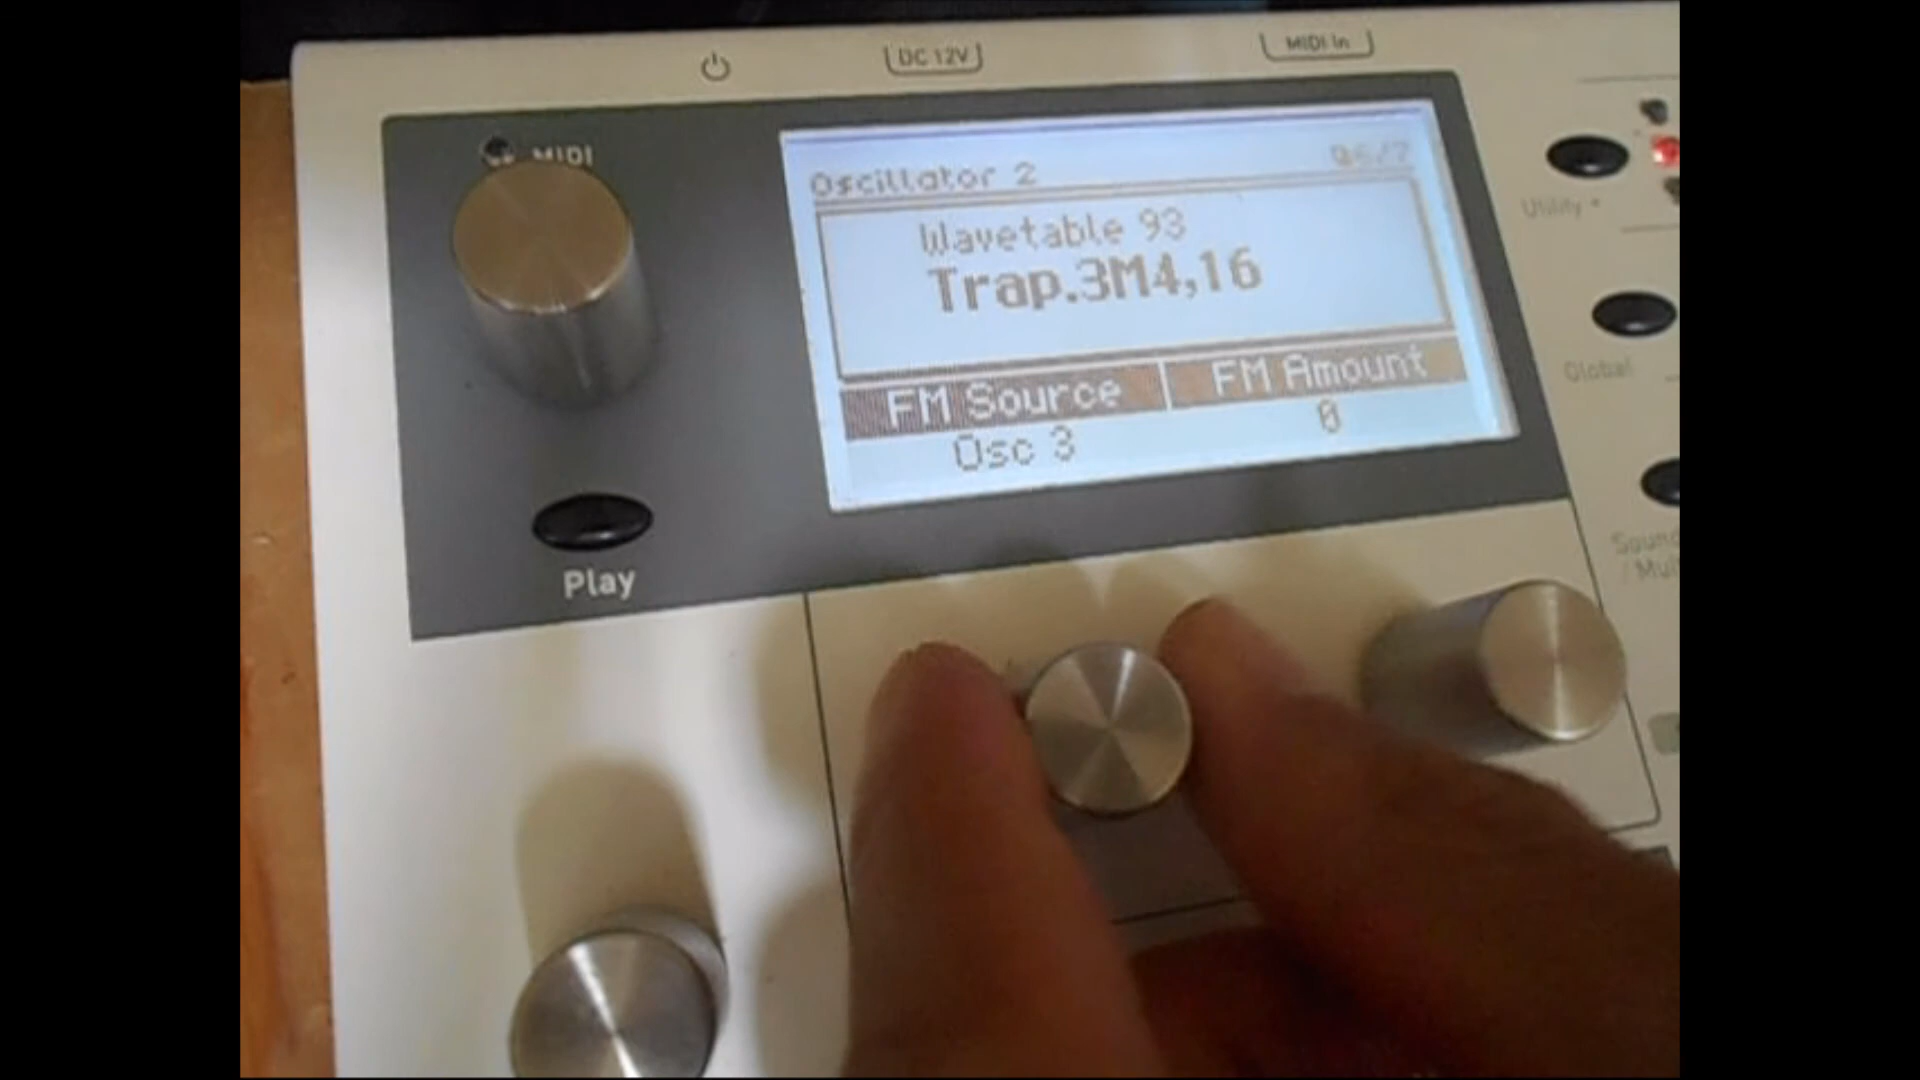 DC 12V
MIDI In
MIDI
Oscillator 2
Wavetable 93
Trap.3M4,16
FM Source
FM Amount
Osc 3
0
Play
Utility
Global
Sound